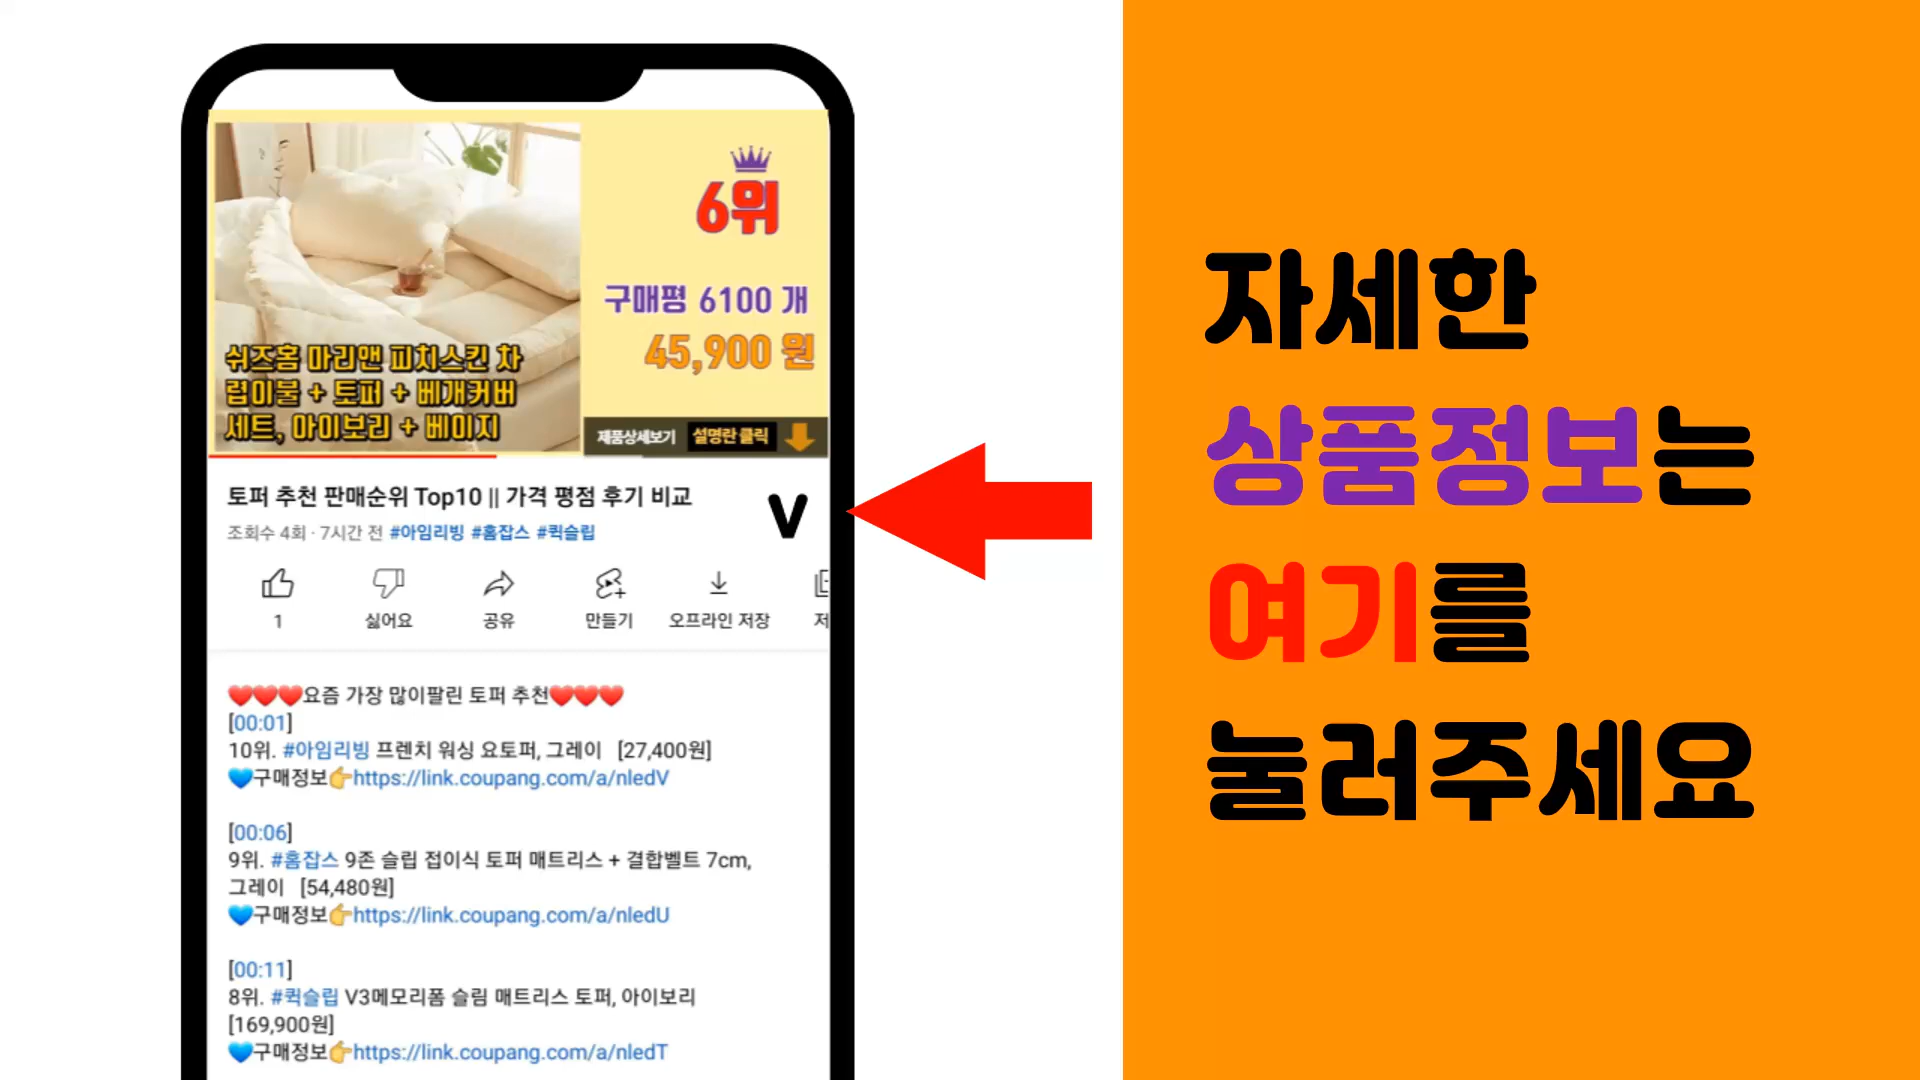 6위
구매평 6100 개
45,900 원
쉬즈홈 마리앤 피치스킨 차
렵이불 + 토퍼 + 베개커버
세트, 아이보리 + 베이지
제품상세보기 설명란 클릭
토퍼 추천 판매순위 Top10 || 가격 평점 후기 비교
V
조회수 4회 · 7시간 전 #아임리빙 #홈잡스 #퀵슬립
1 싫어요 공유 만들기 오프라인 저장 저
❤️❤️❤️요즘 가장 많이팔린 토퍼 추천❤️❤️❤️
[00:01]
10위. #아임리빙 프렌치 워싱 요토퍼, 그레이 [27,400원]
💙구매정보👉https://link.coupang.com/a/nledV
[00:06]
9위. #홈잡스 9존 슬립 접이식 토퍼 매트리스 + 결합벨트 7cm,
그레이 [54,480원]
💙구매정보👉https://link.coupang.com/a/nledU
[00:11]
8위. #퀵슬립 V3메모리폼 슬림 매트리스 토퍼, 아이보리
[169,900원]
💙구매정보👉https://link.coupang.com/a/nledT
자세한
상품정보는
여기를
눌러주세요